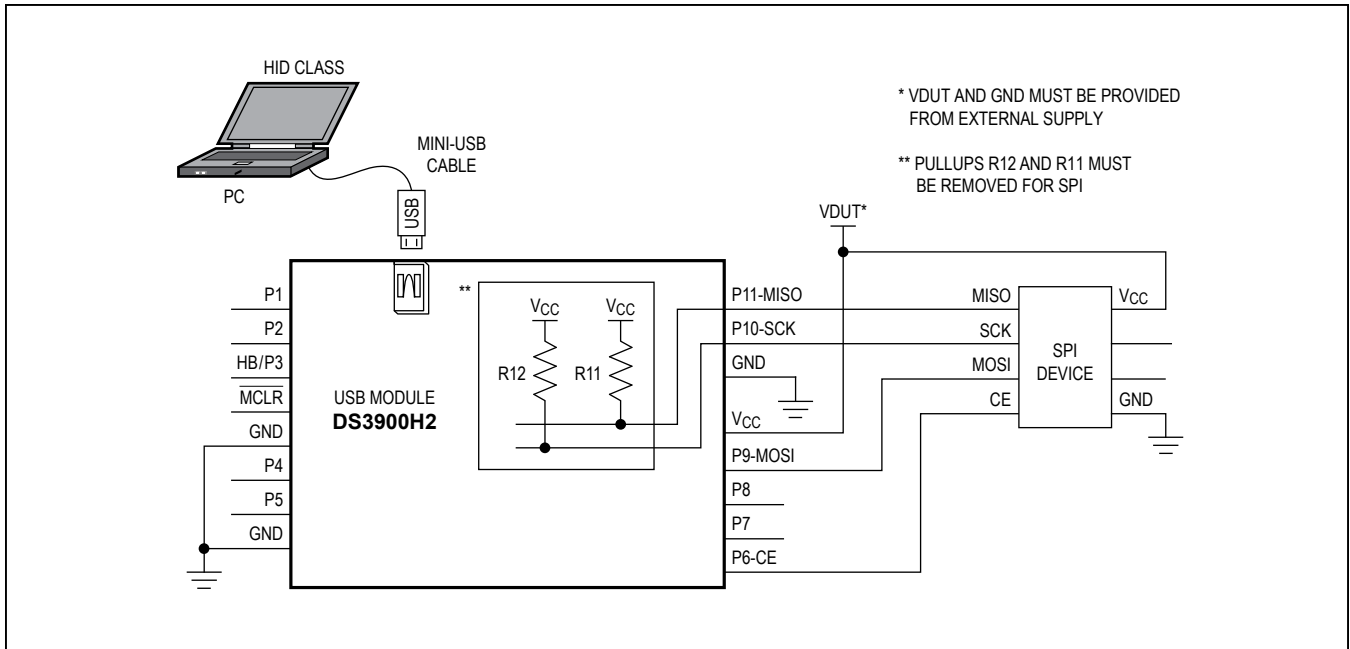 HID CLASS
MINI-USB
CABLE
PC
USB
* VDUT AND GND MUST BE PROVIDED
FROM EXTERNAL SUPPLY
** PULLUPS R12 AND R11 MUST
BE REMOVED FOR SPI
VDUT*
P1
P2
HB/P3
MCLR
GND
P4
P5
GND
USB MODULE
DS3900H2
**
VCC
VCC
R12
R11
P11-MISO
P10-SCK
GND
VCC
P9-MOSI
P8
P7
P6-CE
MISO
SCK
MOSI
CE
SPI
DEVICE
VCC
GND